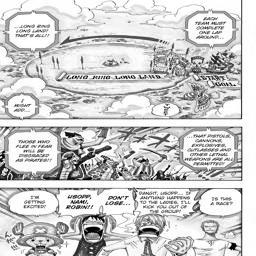 EACH
TEAM MUST
COMPLETE
ONE LAP
AROUND...
...LONG RING
LONG LAND!
THAT'S ALL!!
LONG RING LONG LAND
START
GOAL
I
MIGHT
ADD...
...THAT PISTOLS,
CANNONS,
EXPLOSIVES,
CUTLASSES AND
OTHER LETHAL
WEAPONS ARE ALL
PERMITTED!
THOSE WHO
FLEE IN FEAR
WILL BE
DISGRACED
AS PIRATES!!
IS THIS
A RACE?
DANGIT, USOPP... IF
ANYTHING HAPPENS
TO THE LADIES, I'LL
KICK YOU OUT OF
THE GROUP!
DON'T
LOSE...
USOPP,
NAMI,
ROBIN!!
I'M
GETTING
EXCITED!